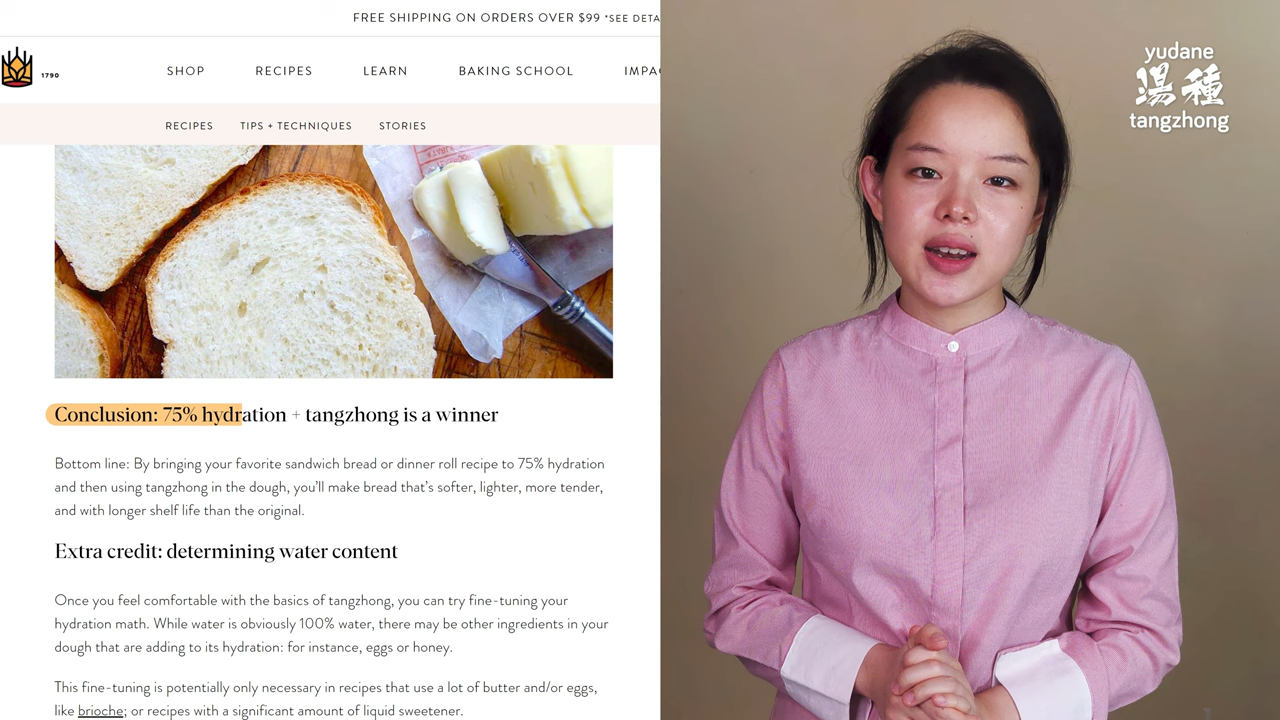 FREE SHIPPING ON ORDERS OVER $99 *SEE DETA
1790
SHOP RECIPES LEARN BAKING SCHOOL IMPA
RECIPES TIPS + TECHNIQUES STORIES
Conclusion: 75% hydration + tangzhong is a winner
Bottom line: By bringing your favorite sandwich bread or dinner roll recipe to 75% hydration
and then using tangzhong in the dough, you’ll make bread that’s softer, lighter, more tender,
and with longer shelf life than the original.
Extra credit: determining water content
Once you feel comfortable with the basics of tangzhong, you can try fine-tuning your
hydration math. While water is obviously 100% water, there may be other ingredients in your
dough that are adding to its hydration: for instance, eggs or honey.
This fine-tuning is potentially only necessary in recipes that use a lot of butter and/or eggs,
like brioche; or recipes with a significant amount of liquid sweetener.
yudane
湯種
tangzhong